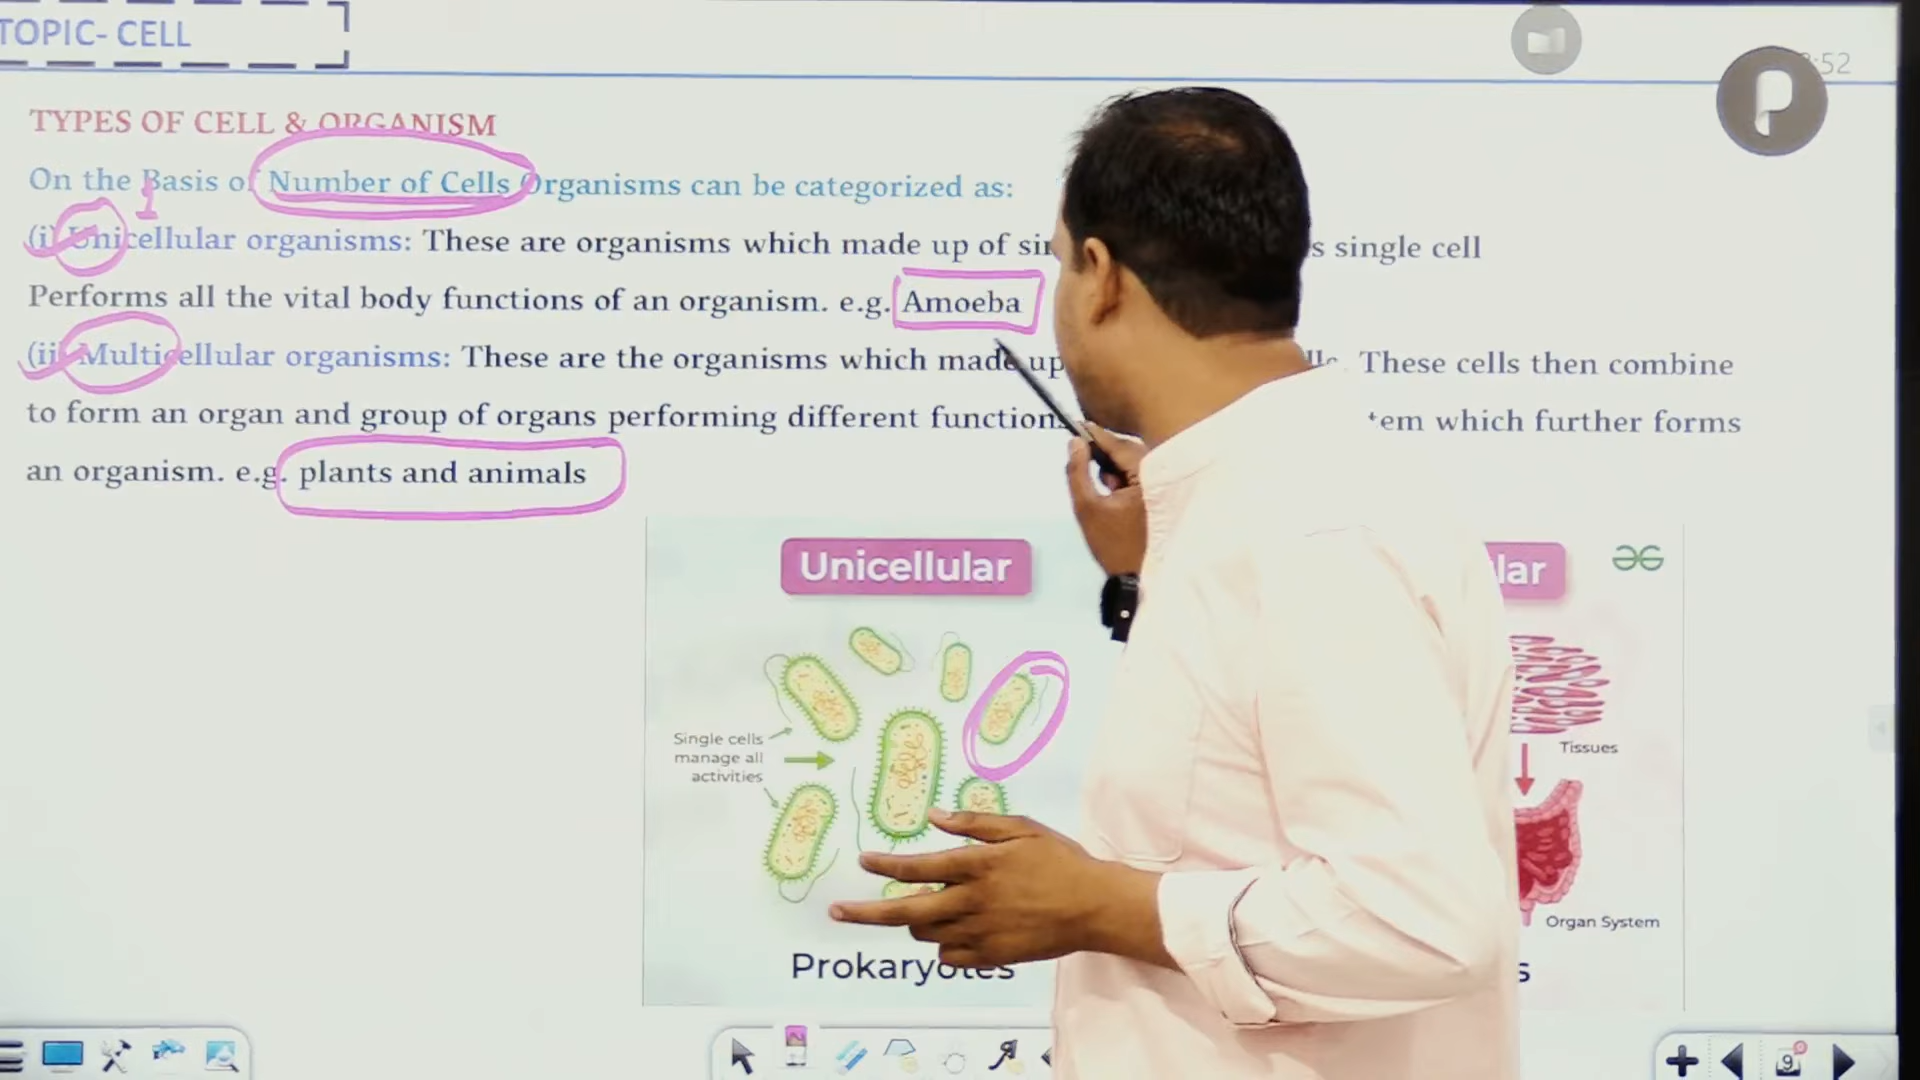 TOPIC- CELL
:52
TYPES OF CELL & ORGANISM
On the Basis of Number of Cells Organisms can be categorized as:
(i) Unicellular organisms: These are organisms which made up of single cell
Performs all the vital body functions of an organism. e.g. Amoeba
(ii) Multicellular organisms: These are the organisms which made up These cells then combine
to form an organ and group of organs performing different function which further forms
an organism. e.g. plants and animals
Unicellular
lar
Single cells
manage all
activities
Tissues
Organ System
Prokaryotes
s
9